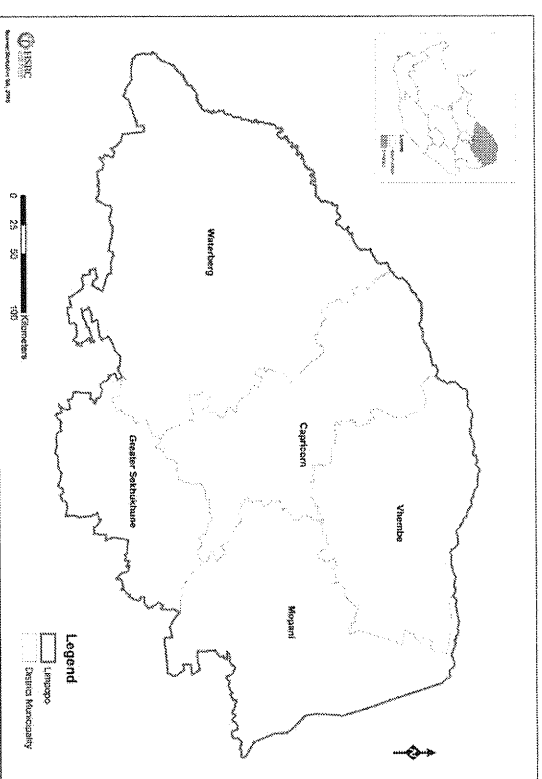 HSRC
Waterberg
Capricorn
Vhembe
Greater Sekhukhune
Mopani
N
0 25 50 100
Kilometers
Legend
Limpopo
District Municipality